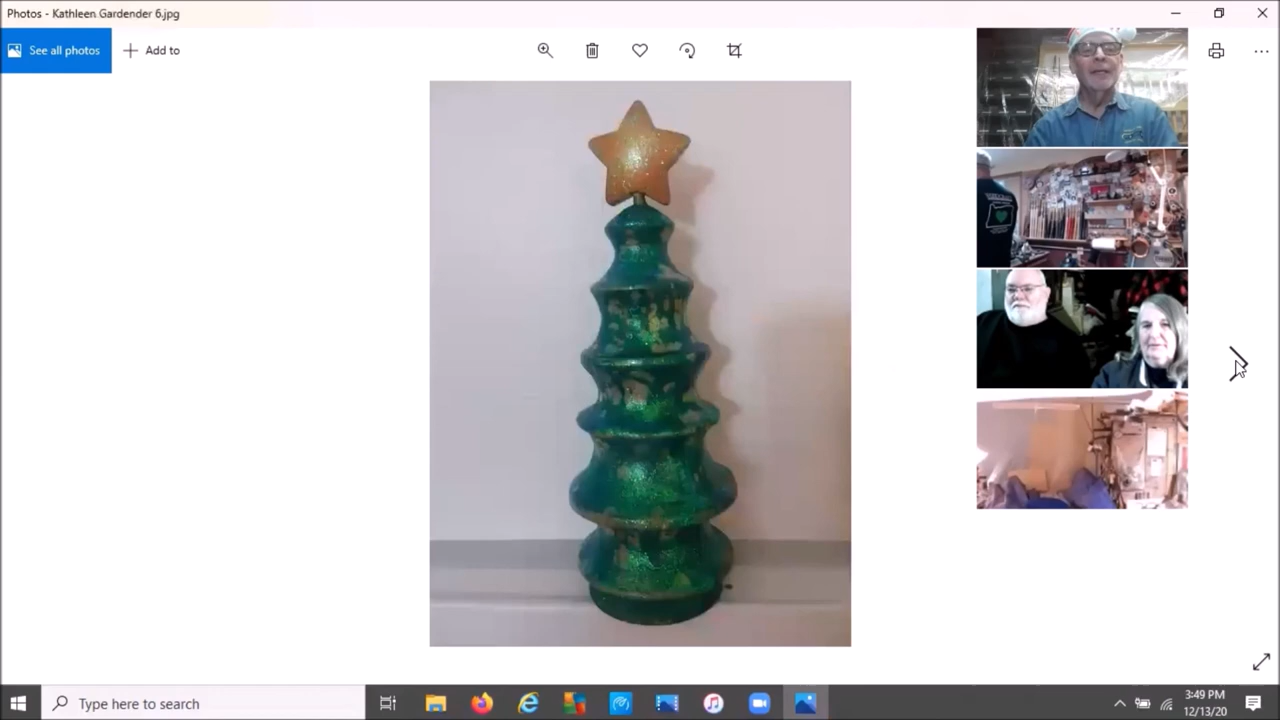 Photos - Kathleen Gardender 6.jpg
See all photos
Add to
Type here to search
3:49 PM
12/13/20